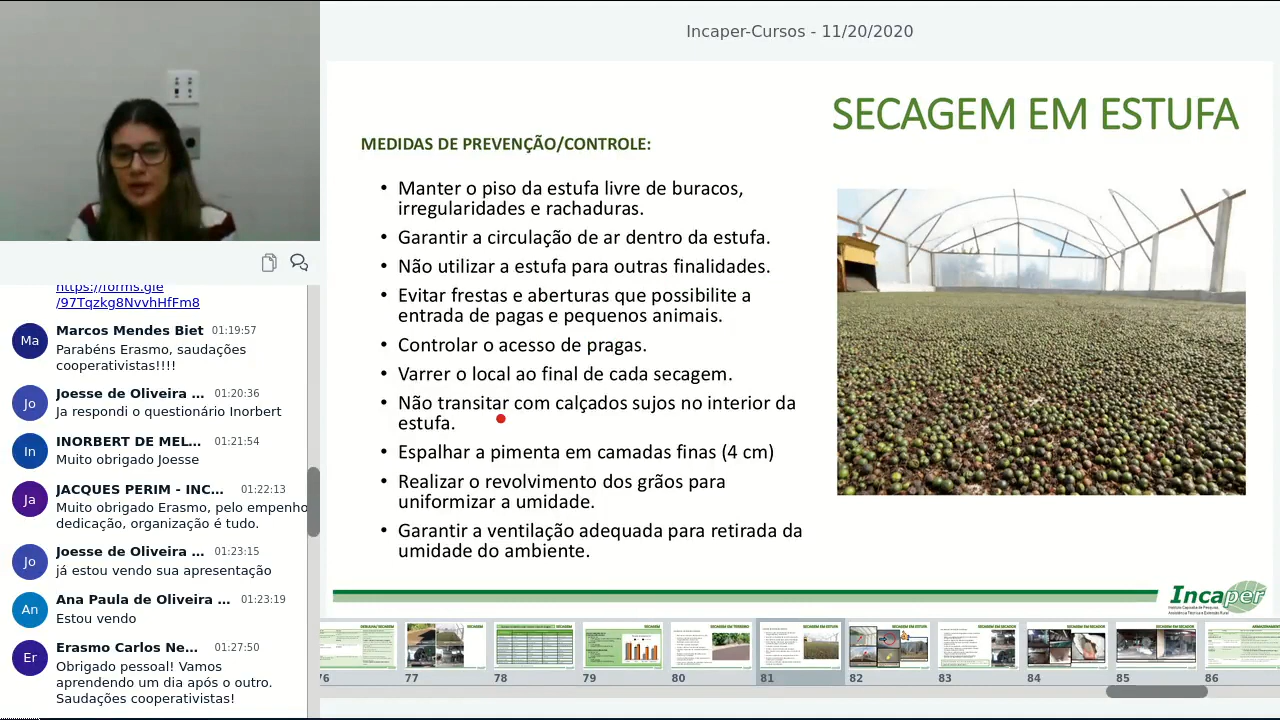 Incaper-Cursos - 11/20/2020
SECAGEM EM ESTUFA
MEDIDAS DE PREVENÇÃO/CONTROLE:
• Manter o piso da estufa livre de buracos,
irregularidades e rachaduras.
• Garantir a circulação de ar dentro da estufa.
• Não utilizar a estufa para outras finalidades.
• Evitar frestas e aberturas que possibilite a
entrada de pagas e pequenos animais.
• Controlar o acesso de pragas.
• Varrer o local ao final de cada secagem.
• Não transitar com calçados sujos no interior da
estufa.
• Espalhar a pimenta em camadas finas (4 cm)
• Realizar o revolvimento dos grãos para
uniformizar a umidade.
• Garantir a ventilação adequada para retirada da
umidade do ambiente.
Incaper
https://forms.gle
/97Tqzkg8NvvhHfFm8
Ma
Marcos Mendes Biet 01:19:57
Parabéns Erasmo, saudações
cooperativistas!!!!
Jo
Joesse de Oliveira ... 01:20:36
Ja respondi o questionário Inorbert
In
INORBERT DE MEL... 01:21:54
Muito obrigado Joesse
Ja
JACQUES PERIM - INC... 01:22:13
Muito obrigado Erasmo, pelo empenho
dedicação, organização é tudo.
Jo
Joesse de Oliveira ... 01:23:15
já estou vendo sua apresentação
An
Ana Paula de Oliveira ... 01:23:19
Estou vendo
Er
Erasmo Carlos Ne...
Obrigado pessoal! Vamos
aprendendo um dia após o outro.
Saudações cooperativistas!
76 77 78 79 80 81 82 83 84 85 86